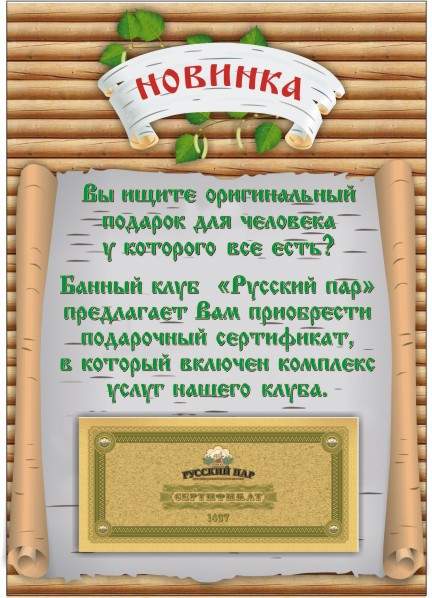 НОВИНКА
Вы ищите оригинальный
подарок для человека
у которого все есть?
Банный клуб «Русский пар»
предлагает Вам приобрести
подарочный сертификат,
в который включен комплекс
услуг нашего клуба.
РУССКИЙ ПАР
СЕРТИФИКАТ